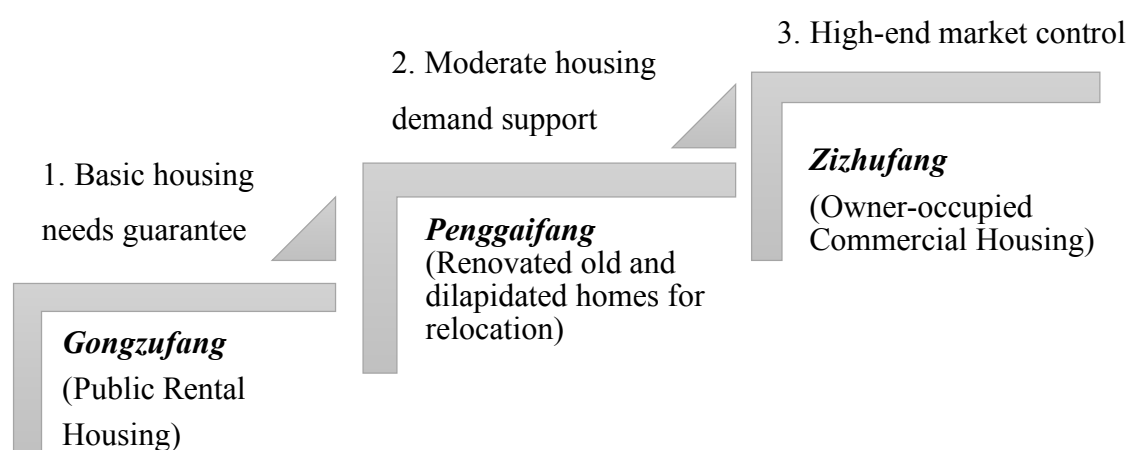 1. Basic housing
needs guarantee
Gongzufang
(Public Rental
Housing)
2. Moderate housing
demand support
Penggaifang
(Renovated old and
dilapidated homes for
relocation)
3. High-end market control
Zizhufang
(Owner-occupied
Commercial Housing)